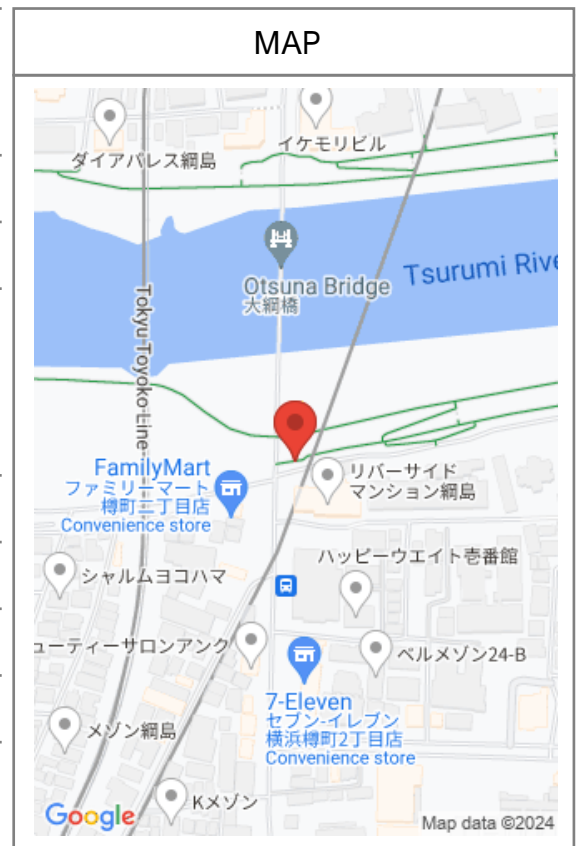 MAP
イケモリビル
ダイアパレス綱島
Otsuna Bridge
大綱橋
Tsurumi Rive
Tokyu Toyoko Line
FamilyMart
ファミリーマート
樽町二丁目店
Convenience store
リバーサイド
マンション綱島
ハッピーウエイト壱番館
シャルムヨコハマ
ューティーサロンアンク
ベルメゾン24-B
7-Eleven
セブン-イレブン
横浜樽町2丁目店
Convenience store
メゾン綱島
Kメゾン
Google
Map data ©2024